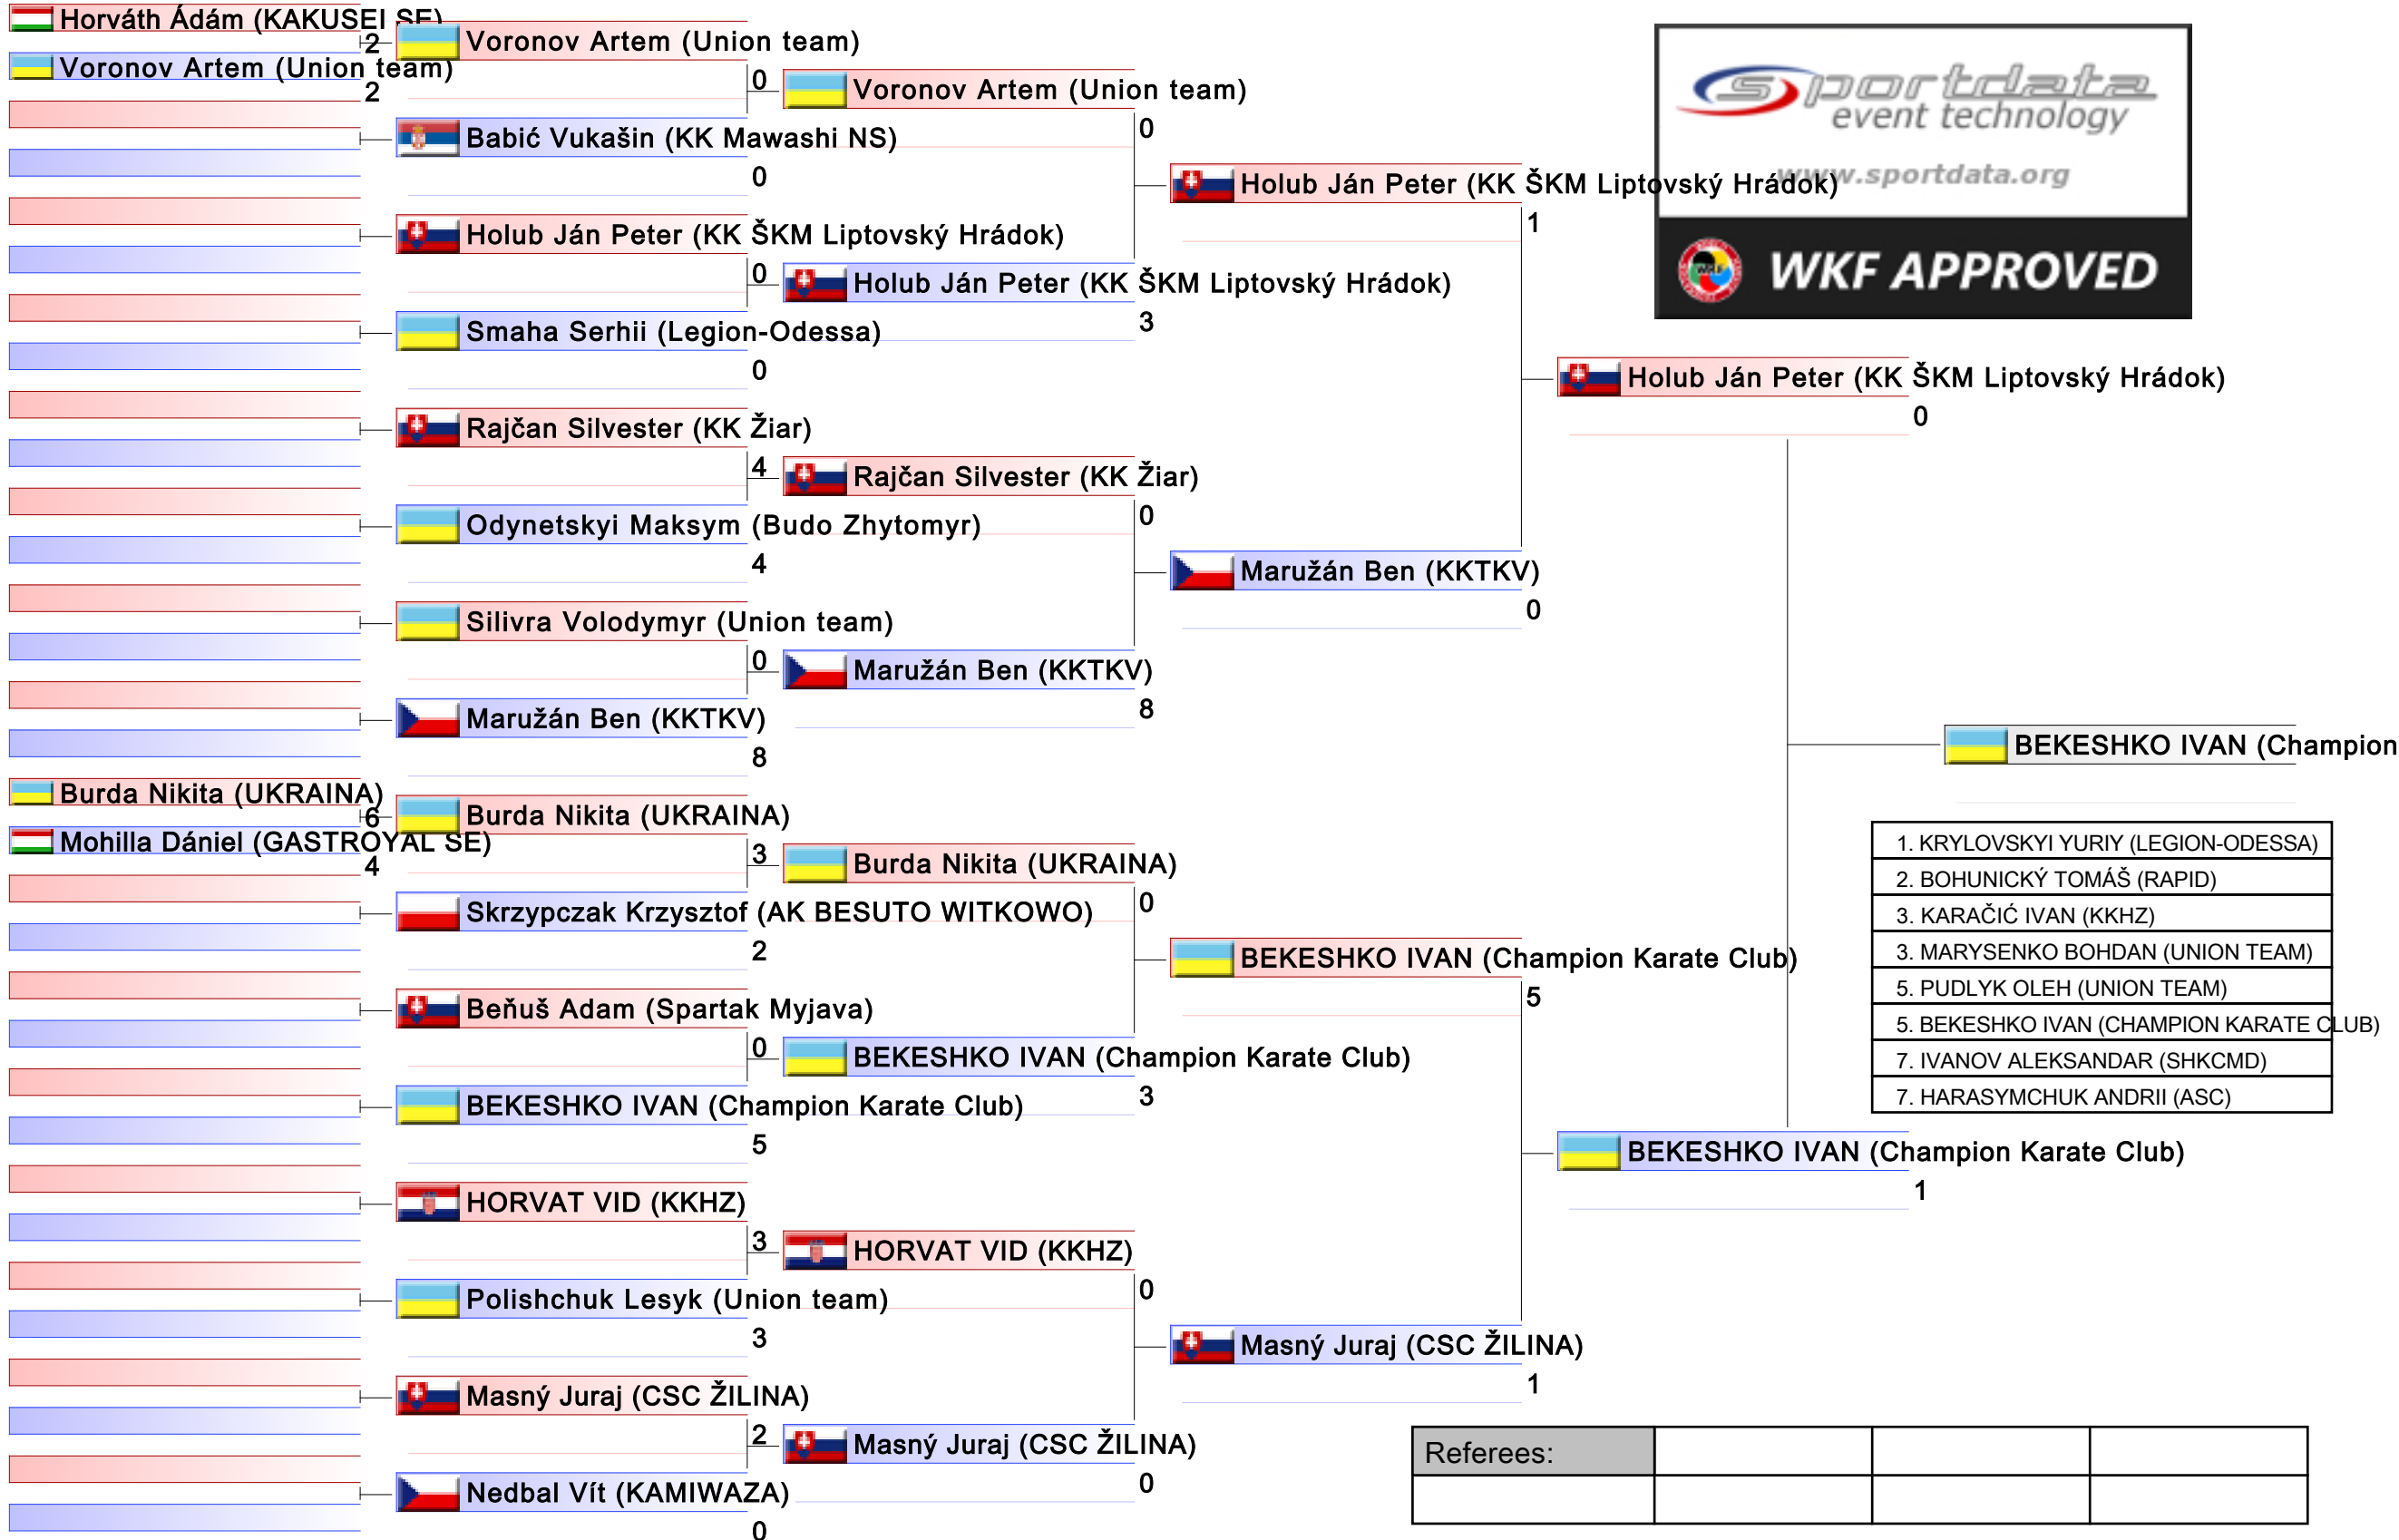 Horváth Ádám (KAKUSEI SE)
2
Voronov Artem (Union team)
2
Burda Nikita (UKRAINA)
6
Mohilla Dániel (GASTROYAL SE)
4
Voronov Artem (Union team)
0
Babić Vukašin (KK Mawashi NS)
0
Holub Ján Peter (KK ŠKM Liptovský Hrádok)
0
Smaha Serhii (Legion-Odessa)
0
Rajčan Silvester (KK Žiar)
4
Odynetskyi Maksym (Budo Zhytomyr)
4
Silivra Volodymyr (Union team)
0
Maružán Ben (KKTKV)
8
Burda Nikita (UKRAINA)
3
Skrzypczak Krzysztof (AK BESUTO WITKOWO)
2
Beňuš Adam (Spartak Myjava)
0
BEKESHKO IVAN (Champion Karate Club)
5
HORVAT VID (KKHZ)
3
Polishchuk Lesyk (Union team)
3
Masný Juraj (CSC ŽILINA)
2
Nedbal Vít (KAMIWAZA)
0
Voronov Artem (Union team)
0
Holub Ján Peter (KK ŠKM Liptovský Hrádok)
3
Rajčan Silvester (KK Žiar)
0
Maružán Ben (KKTKV)
8
Burda Nikita (UKRAINA)
0
BEKESHKO IVAN (Champion Karate Club)
3
HORVAT VID (KKHZ)
0
Masný Juraj (CSC ŽILINA)
0
Holub Ján Peter (KK ŠKM Liptovský Hrádok)
1
Maružán Ben (KKTKV)
0
BEKESHKO IVAN (Champion Karate Club)
5
Masný Juraj (CSC ŽILINA)
1
Holub Ján Peter (KK ŠKM Liptovský Hrádok)
0
BEKESHKO IVAN (Champion Karate Club)
1
BEKESHKO IVAN (Champion
sportdata
event technology
www.sportdata.org
WKF
WKF APPROVED
1. KRYLOVSKYI YURIY (LEGION-ODESSA)
2. BOHUNICKÝ TOMÁŠ (RAPID)
3. KARAČIĆ IVAN (KKHZ)
3. MARYSENKO BOHDAN (UNION TEAM)
5. PUDLYK OLEH (UNION TEAM)
5. BEKESHKO IVAN (CHAMPION KARATE CLUB)
7. IVANOV ALEKSANDAR (SHKCMD)
7. HARASYMCHUK ANDRII (ASC)
Referees: